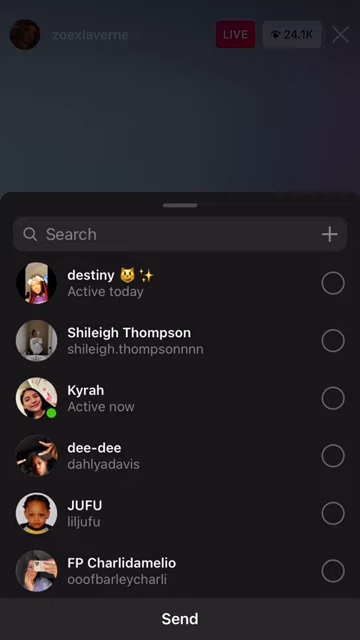 zoexlaverne
LIVE
24.1K
Search
destiny 😼✨
Active today
Shileigh Thompson
shileigh.thompsonnnn
Kyrah
Active now
dee-dee
dahlyadavis
JUFU
liljufu
FP Charlidamelio
ooofbarleycharli
Send